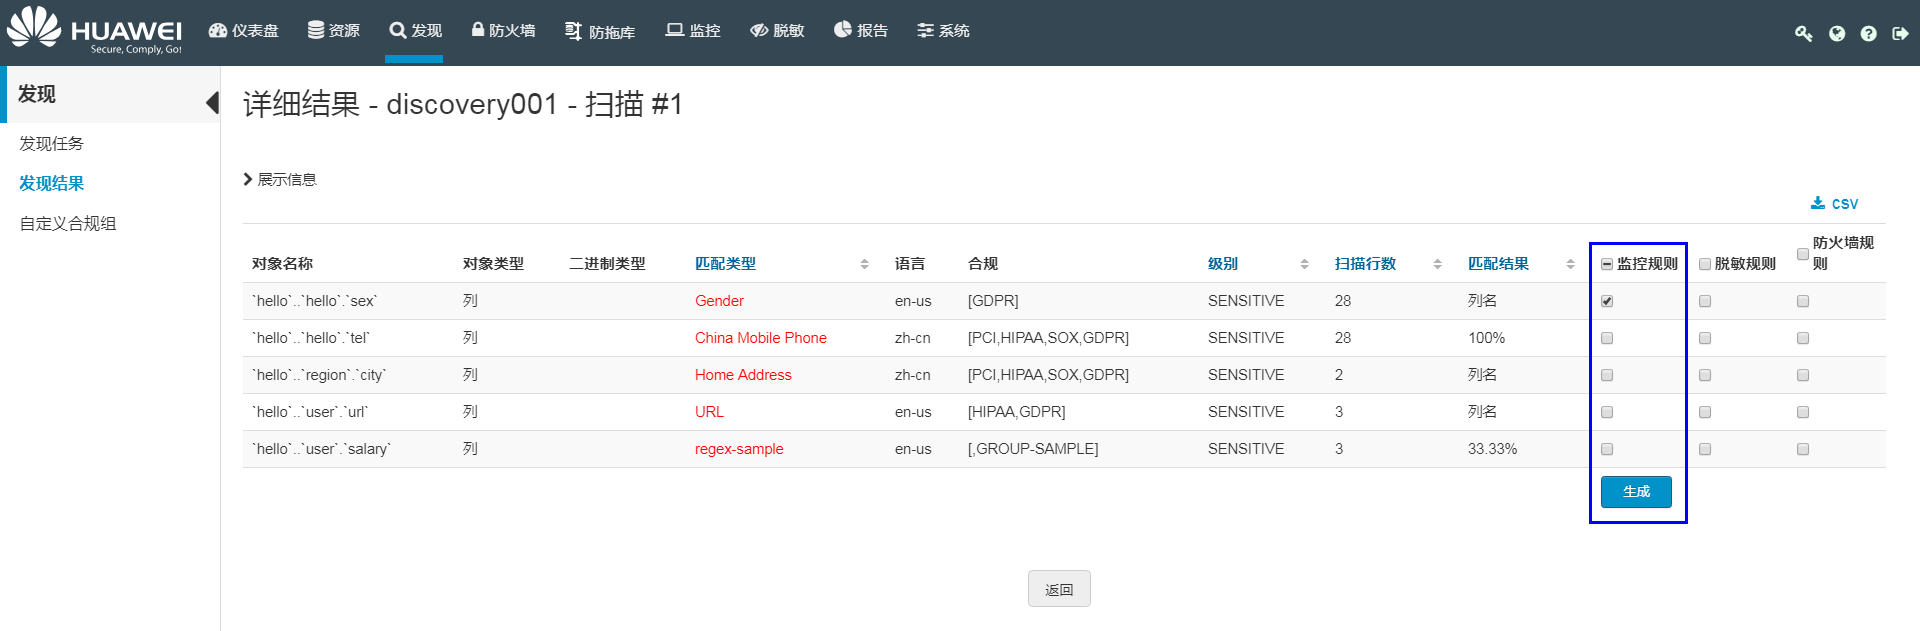 HUAWEI
Secure, Comply, Go!
仪表盘 资源 发现 防火墙 防拖库 监控 脱敏 报告 系统
发现
发现任务
发现结果
自定义合规组
详细结果 - discovery001 - 扫描 #1
展示信息
CSV
对象名称 对象类型 二进制类型 匹配类型 语言 合规 级别 扫描行数 匹配结果 监控规则 脱敏规则 防火墙规则
`hello`..`hello`.`sex` 列 Gender en-us [GDPR] SENSITIVE 28 列名
`hello`..`hello`.`tel` 列 China Mobile Phone zh-cn [PCI,HIPAA,SOX,GDPR] SENSITIVE 28 100%
`hello`..`region`.`city` 列 Home Address zh-cn [PCI,HIPAA,SOX,GDPR] SENSITIVE 2 列名
`hello`..`user`.`url` 列 URL en-us [HIPAA,GDPR] SENSITIVE 3 列名
`hello`..`user`.`salary` 列 regex-sample en-us [,GROUP-SAMPLE] SENSITIVE 3 33.33%
生成
返回